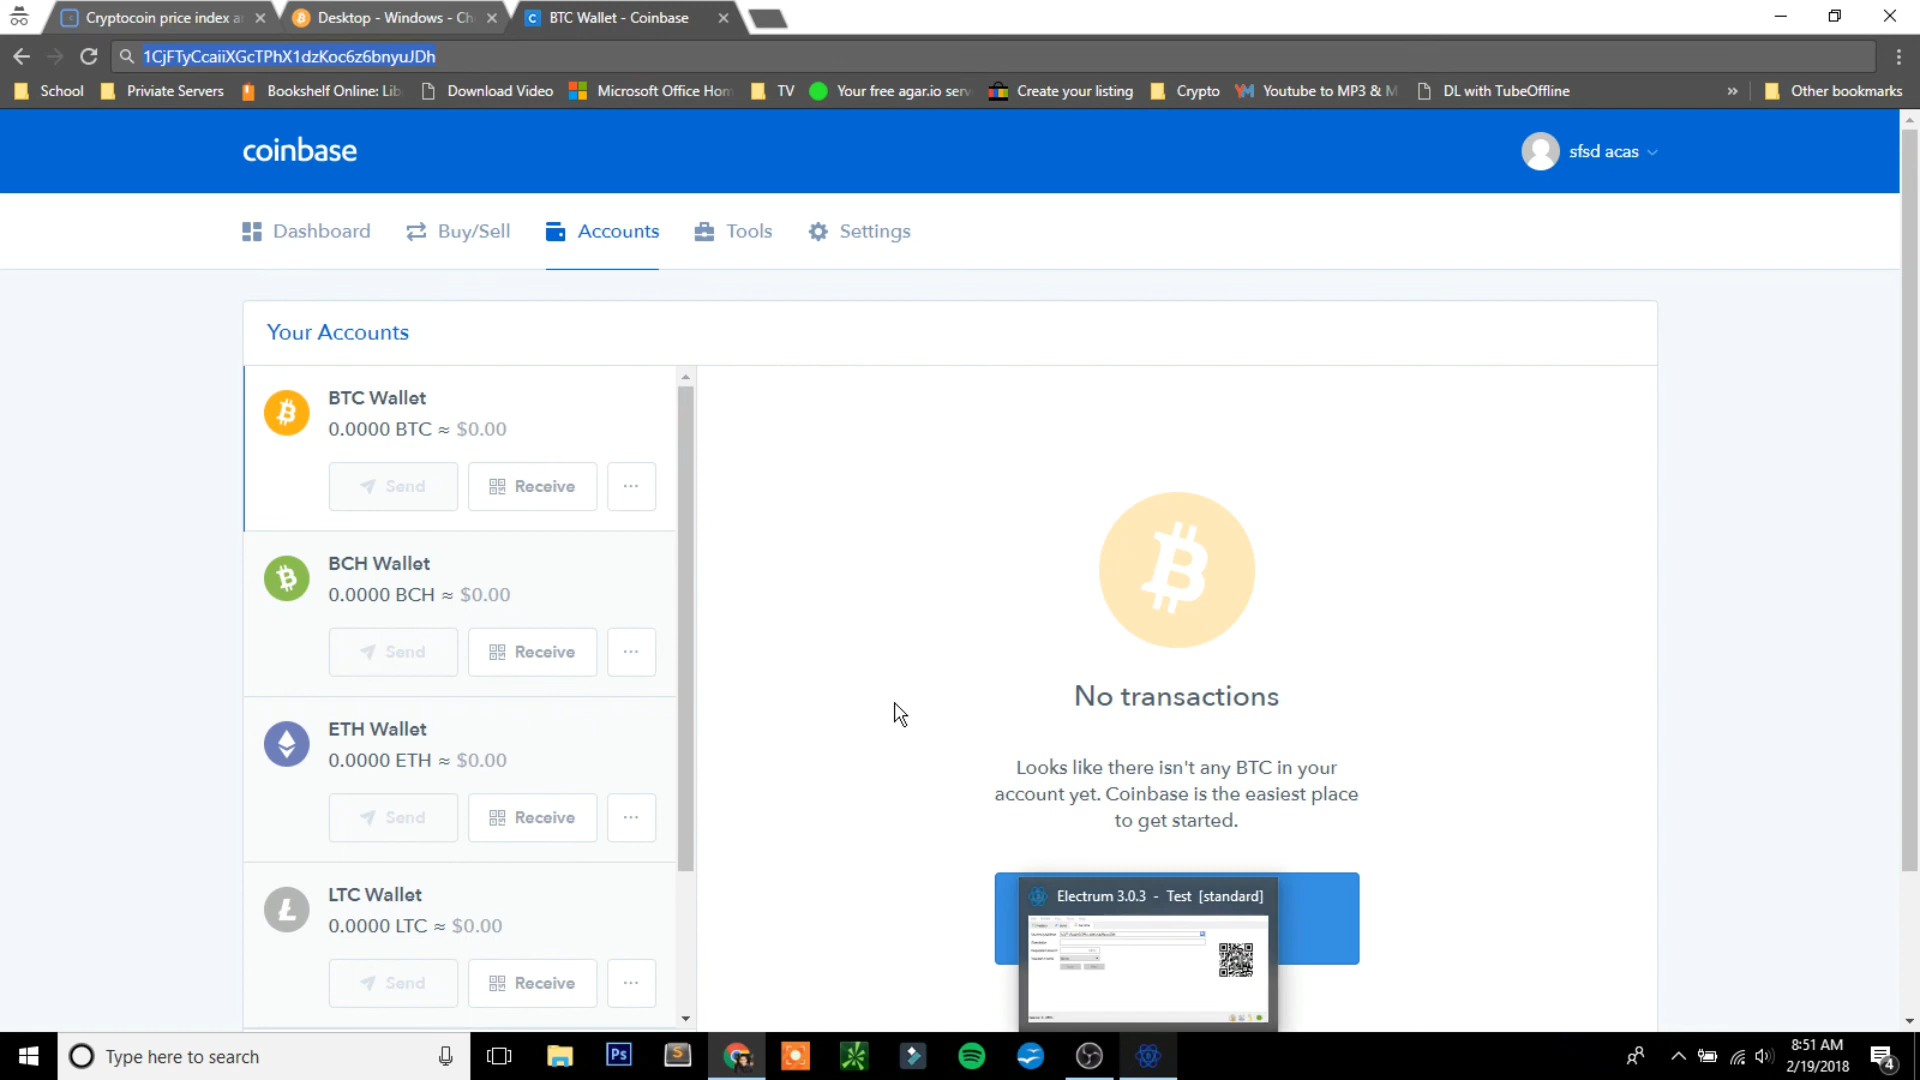 Cryptocoin price index a
Desktop - Windows - Ch
BTC Wallet - Coinbase
1CjFTyCcaiiXGcTPhX1dzKoc6z6bnyuJDh
School
Priviate Servers
Bookshelf Online: Lib
Download Video
Microsoft Office Hom
TV
Your free agar.io serv
Create your listing
Crypto
Youtube to MP3 & M
DL with TubeOffline
»
Other bookmarks
coinbase
sfsd acas
Dashboard
Buy/Sell
Accounts
Tools
Settings
Your Accounts
BTC Wallet
0.0000 BTC ≈ $0.00
Send
Receive
...
BCH Wallet
0.0000 BCH ≈ $0.00
Send
Receive
...
ETH Wallet
0.0000 ETH ≈ $0.00
Send
Receive
...
LTC Wallet
0.0000 LTC ≈ $0.00
Send
Receive
...
No transactions
Looks like there isn't any BTC in your
account yet. Coinbase is the easiest place
to get started.
Electrum 3.0.3 - Test [standard]
Type here to search
Ps
8:51 AM
2/19/2018
4